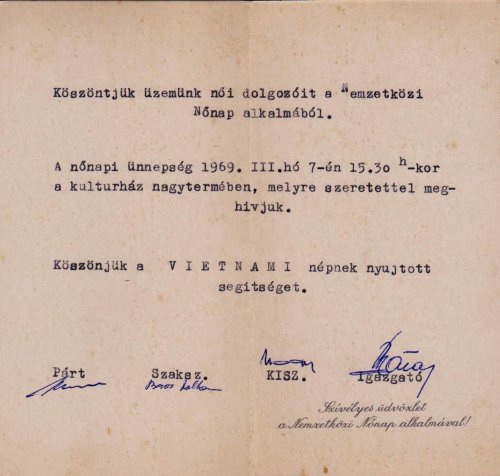 Köszöntjük üzemünk női dolgozóit a Nemzetközi
Nőnap alkalmából.
A nőnapi ünnepség 1969. III.hó 7-én 15.30 h-kor
a kulturház nagytermében, melyre szeretettel meg-
hivjuk.
Köszönjük a VIETNAMI népnek nyujtott
segitséget.
Párt Szaksz. KISZ. Igazgató
Szívélyes üdvözlet
a Nemzetközi Nőnap alkalmával!